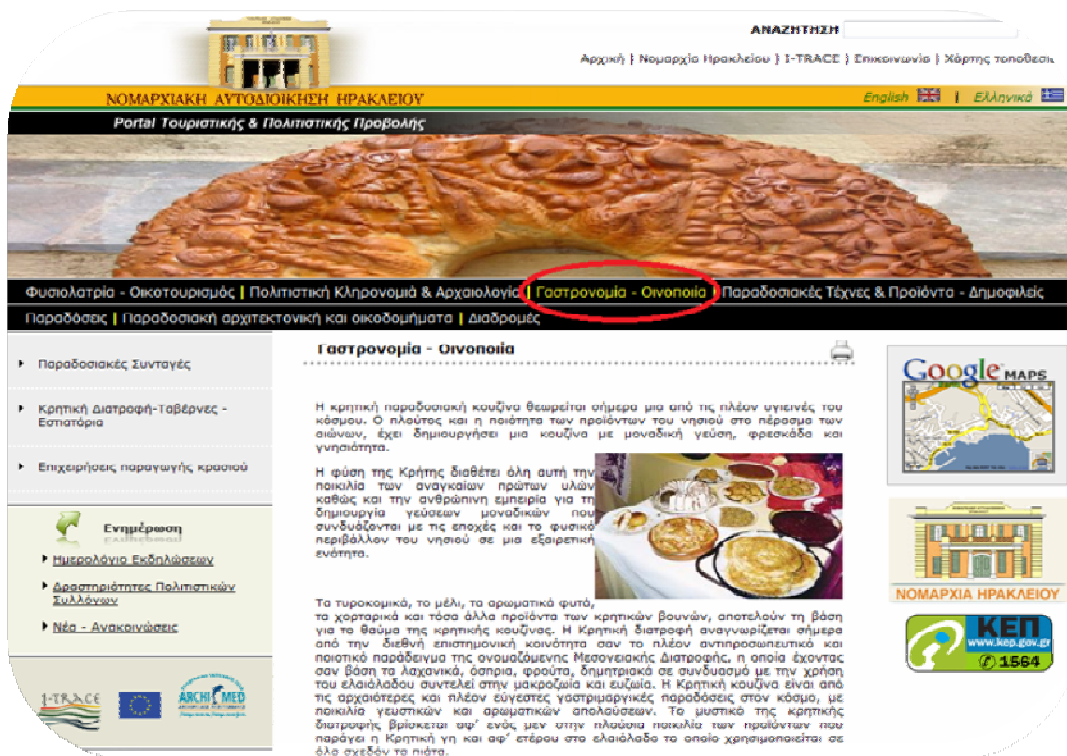 ΑΝΑΖΗΤΗΣΗ
Αρχική | Νομαρχία Ηρακλείου | I-TRACE | Επικοινωνία | Χάρτης τοποθεσι
ΝΟΜΑΡΧΙΑΚΗ ΑΥΤΟΔΙΟΙΚΗΣΗ ΗΡΑΚΛΕΙΟΥ
English | Ελληνικά
Portal Τουριστικής & Πολιτιστικής Προβολής
Φυσιολατρία - Οικοτουρισμός | Πολιτιστική Κληρονομιά & Αρχαιολογία | Γαστρονομία - Οινοποιία | Παραδοσιακές Τέχνες & Προϊόντα - Δημοφιλείς
Παραδόσεις | Παραδοσιακή αρχιτεκτονική και οικοδομήματα | Διαδρομές
Παραδοσιακές Συνταγές
Κρητική Διατροφή-Ταβέρνες -
Εστιατόρια
Επιχειρήσεις παραγωγής κρασιού
Ενημέρωση
Ημερολόγιο Εκδηλώσεων
Δραστηριότητες Πολιτιστικών
Συλλόγων
Νέα - Ανακοινώσεις
I-TRACE
ARCHIMED
Γαστρονομία - Οινοποιία
Η κρητική παραδοσιακή κουζίνα θεωρείται σήμερα μια από τις πλέον υγιεινές του
κόσμου. Ο πλούτος και η ποιότητα των προϊόντων του νησιού στο πέρασμα των
αιώνων, έχει δημιουργήσει μια κουζίνα με μοναδική γεύση, φρεσκάδα και
γνησιότητα.
Η φύση της Κρήτης διαθέτει όλη αυτή την
ποικιλία των αναγκαίων πρώτων υλών
καθώς και την ανθρώπινη εμπειρία για τη
δημιουργία γεύσεων μοναδικών που
συνδυάζονται με τις εποχές και το φυσικό
περιβάλλον του νησιού σε μια εξαιρετική
ενότητα.
Τα τυροκομικά, το μέλι, τα αρωματικά φυτά,
τα χορταρικά και τόσα άλλα προϊόντα των κρητικών βουνών, αποτελούν τη βάση
για το θαύμα της κρητικής κουζίνας. Η Κρητική διατροφή αναγνωρίζεται σήμερα
από την διεθνή επιστημονική κοινότητα σαν το πλέον αντιπροσωπευτικό και
ποιοτικό παράδειγμα της ονομαζόμενης Μεσογειακής Διατροφής, η οποία έχοντας
σαν βάση τα λαχανικά, όσπρια, φρούτα, δημητριακά σε συνδυασμό με την χρήση
του ελαιόλαδου συντελεί στην μακροζωία και ευζωία. Η Κρητική κουζίνα είναι από
τις αρχαιότερες και πλέον εύγεστες γαστριμαργικές παραδόσεις στον κόσμο, με
ποικιλία γευστικών και αρωματικών απολαύσεων. Το μυστικό της κρητικής
διατροφής βρίσκεται αφ' ενός μεν στην πλούσια ποικιλία των προϊόντων που
παράγει η Κρητική γη και αφ' ετέρου στο ελαιόλαδο το οποίο χρησιμοποιείται σε
όλα σχεδόν τα πιάτα.
Google MAPS
ΝΟΜΑΡΧΙΑ ΗΡΑΚΛΕΙΟΥ
ΚΕΠ
www.kep.gov.gr
1564